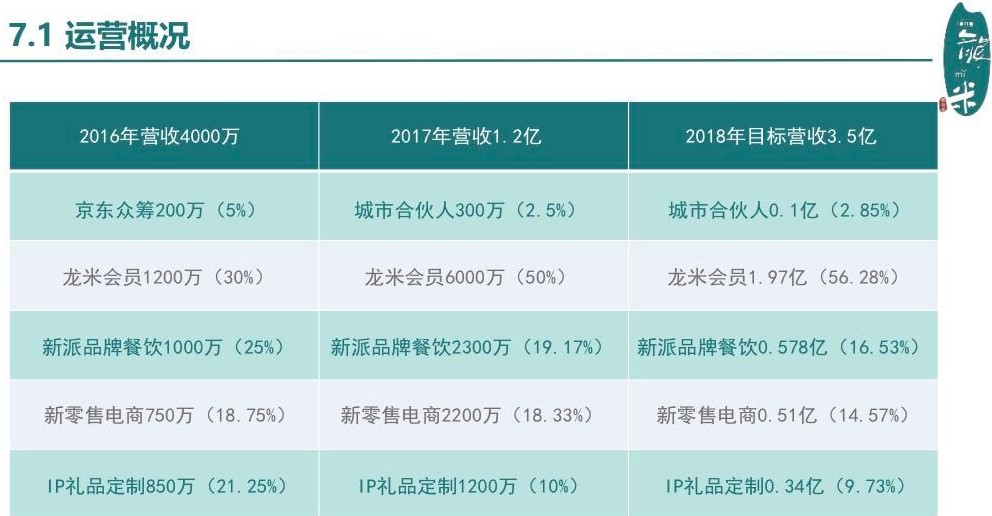 7.1 运营概况
lóng
龍
mǐ
米
2016年营收4000万 2017年营收1.2亿 2018年目标营收3.5亿
京东众筹200万（5%） 城市合伙人300万（2.5%） 城市合伙人0.1亿（2.85%）
龙米会员1200万（30%） 龙米会员6000万（50%） 龙米会员1.97亿（56.28%）
新派品牌餐饮1000万（25%） 新派品牌餐饮2300万（19.17%） 新派品牌餐饮0.578亿（16.53%）
新零售电商750万（18.75%） 新零售电商2200万（18.33%） 新零售电商0.51亿（14.57%）
IP礼品定制850万（21.25%） IP礼品定制1200万（10%） IP礼品定制0.34亿（9.73%）